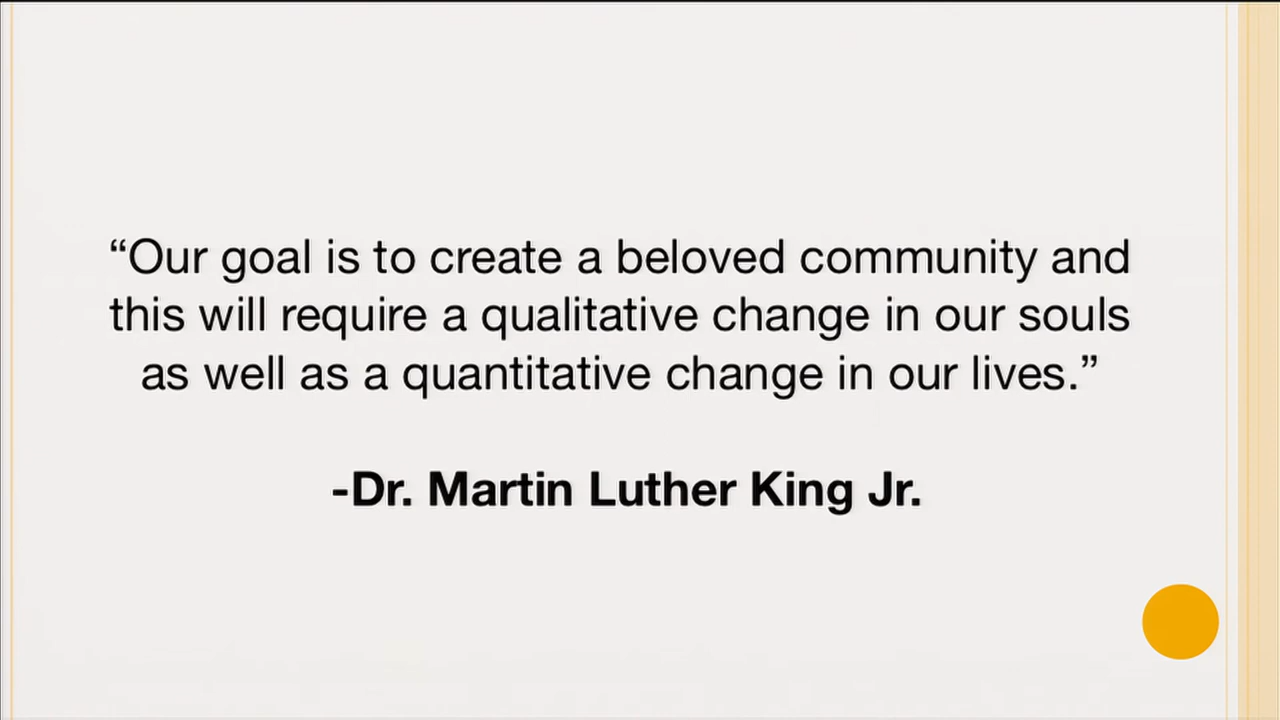 “Our goal is to create a beloved community and
this will require a qualitative change in our souls
as well as a quantitative change in our lives.”
-Dr. Martin Luther King Jr.